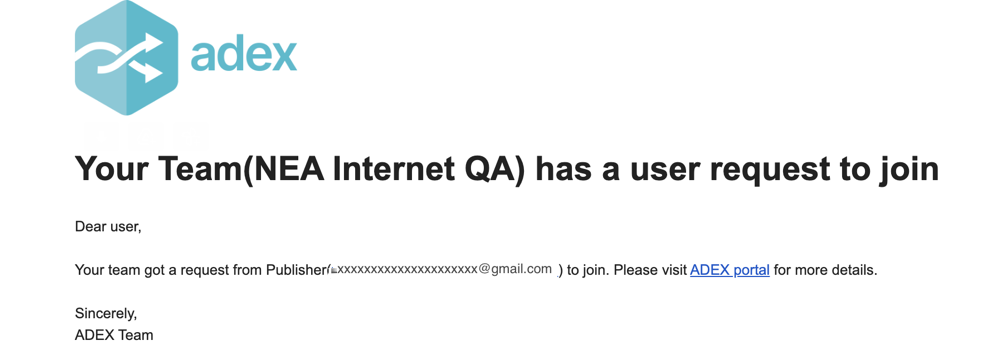 adex
Your Team(NEA Internet QA) has a user request to join
Dear user,
Your team got a request from Publisher(xxxxxxxxxxxxxxxxxxxxx@gmail.com ) to join. Please visit ADEX portal for more details.
Sincerely,
ADEX Team